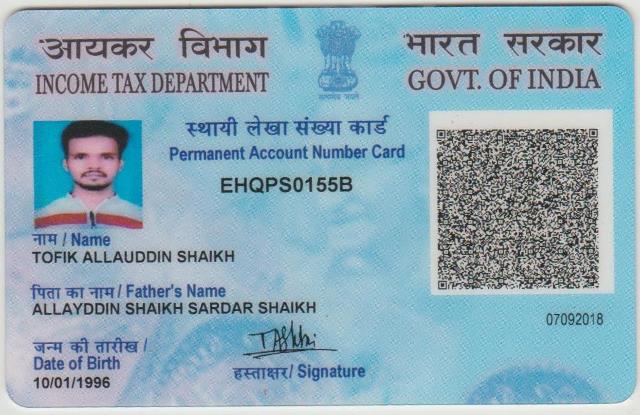 आयकर विभाग
INCOME TAX DEPARTMENT
सत्यमेव जयते
भारत सरकार
GOVT. OF INDIA
स्थायी लेखा संख्या कार्ड
Permanent Account Number Card
EHQPS0155B
नाम / Name
TOFIK ALLAUDDIN SHAIKH
पिता का नाम / Father's Name
ALLAYDDIN SHAIKH SARDAR SHAIKH
07092018
जन्म की तारीख /
Date of Birth
10/01/1996
हस्ताक्षर / Signature